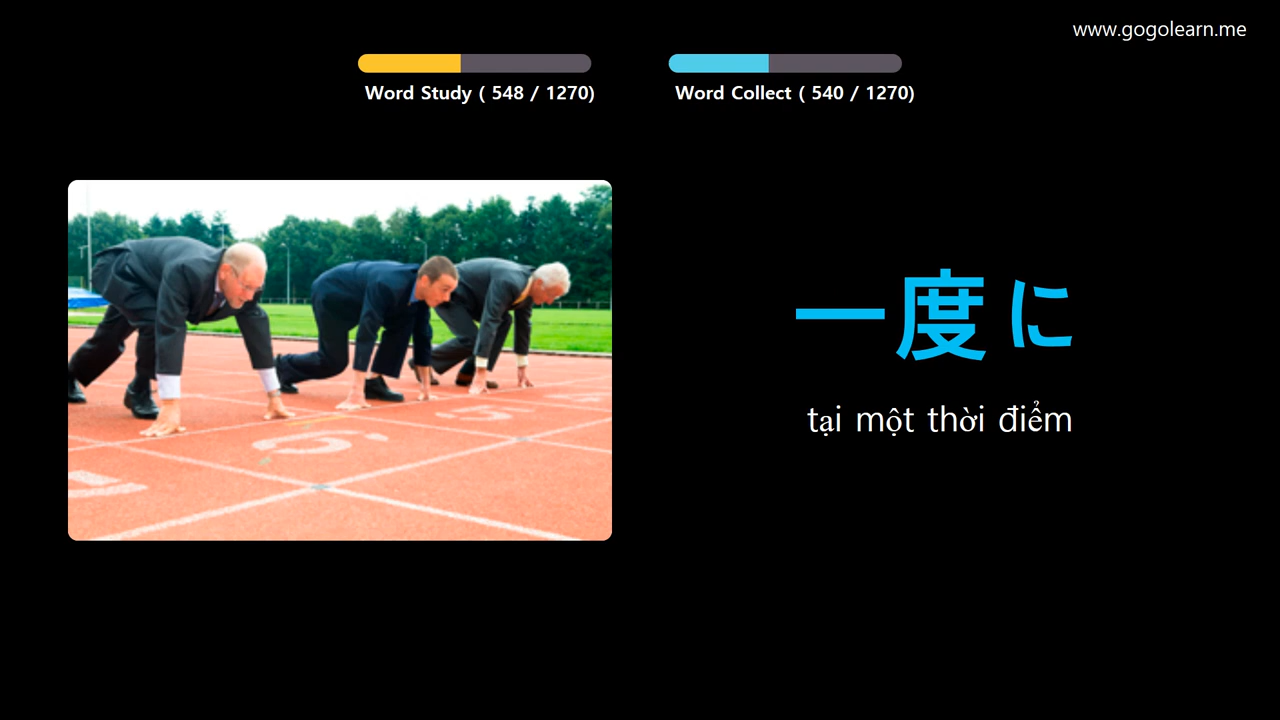 www.gogolearn.me
Word Study ( 548 / 1270)
Word Collect ( 540 / 1270)
一度に
tại một thời điểm